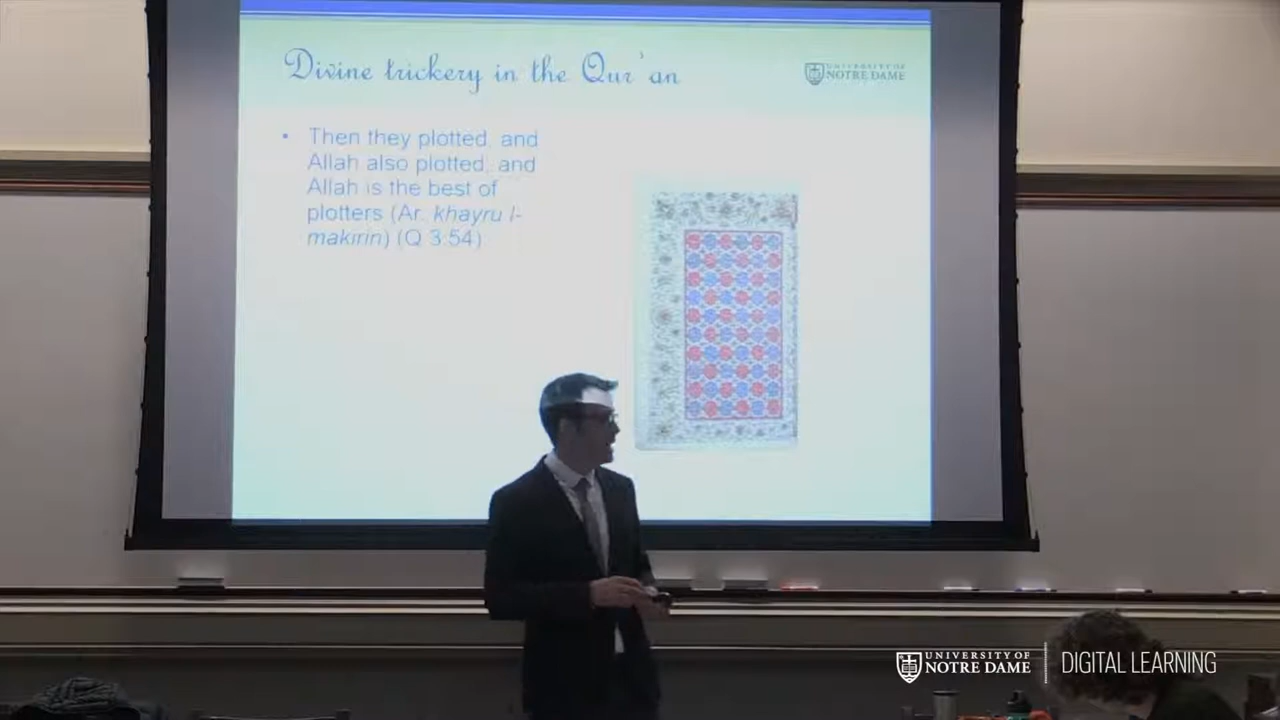 Divine trickery in the Qur'an
UNIVERSITY OF
NOTRE DAME
▪ Then they plotted, and
Allah also plotted, and
Allah is the best of
plotters (Ar. khayru l-
makirin) (Q 3:54)
UNIVERSITY OF
NOTRE DAME
DIGITAL LEARNING